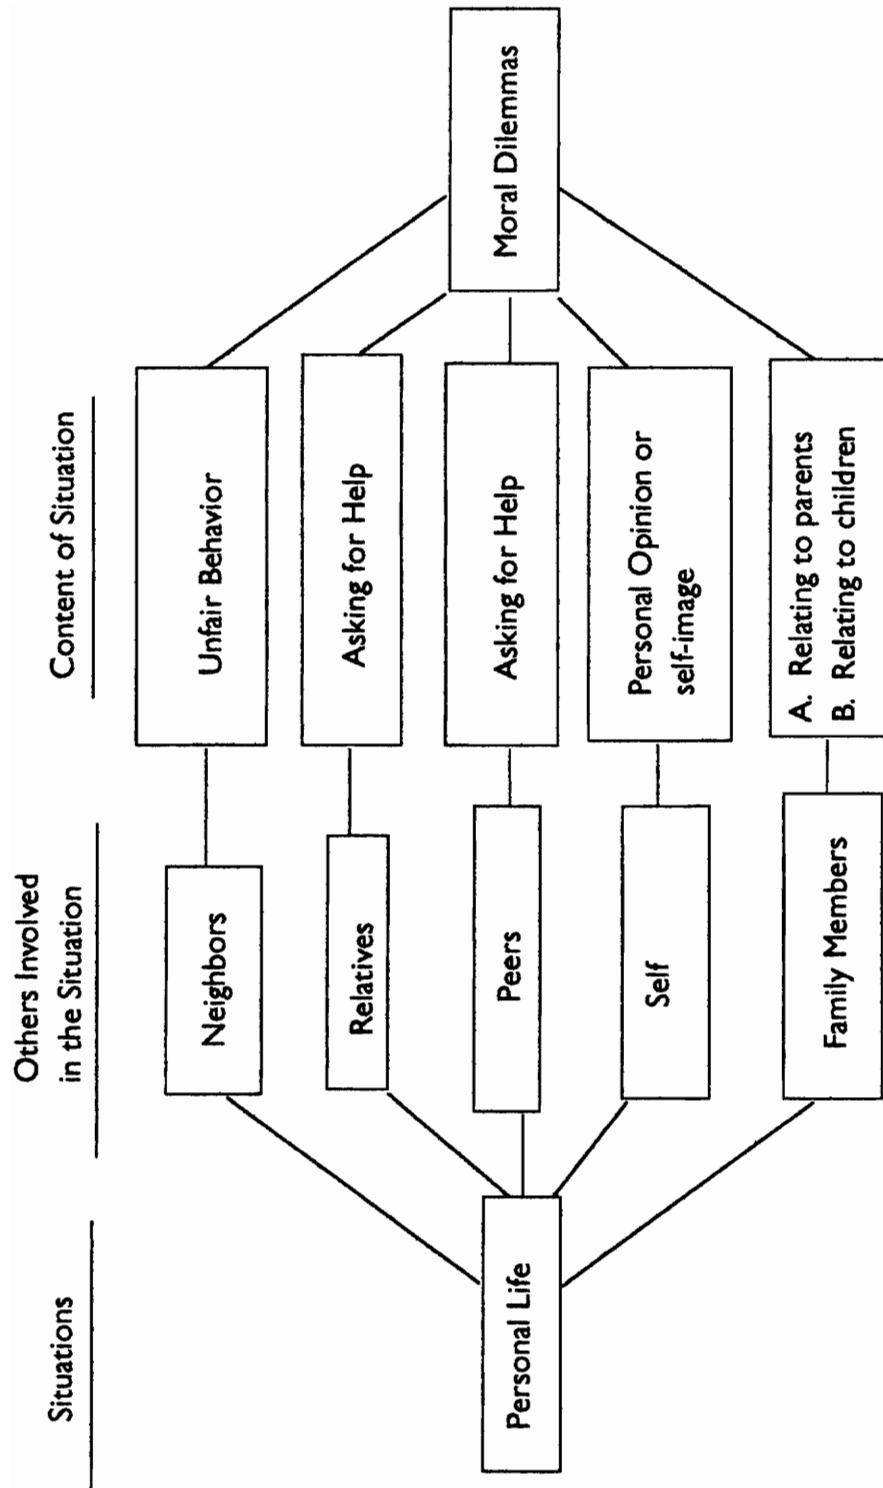 Situations
Others Involved
in the Situation
Content of Situation
Personal Life
Neighbors
Relatives
Peers
Self
Family Members
Unfair Behavior
Asking for Help
Asking for Help
Personal Opinion or
self-image
A. Relating to parents
B. Relating to children
Moral Dilemmas